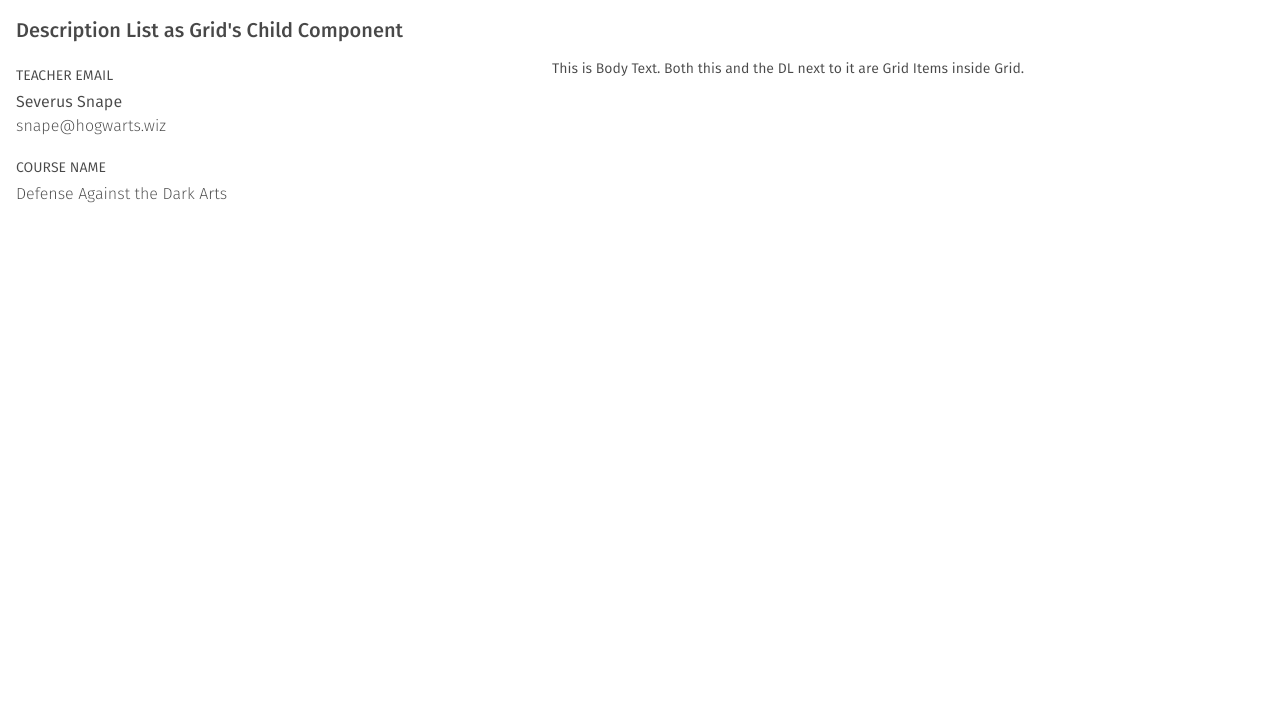 Description List as Grid's Child Component
TEACHER EMAIL
Severus Snape
snape@hogwarts.wiz
COURSE NAME
Defense Against the Dark Arts
This is Body Text. Both this and the DL next to it are Grid Items inside Grid.